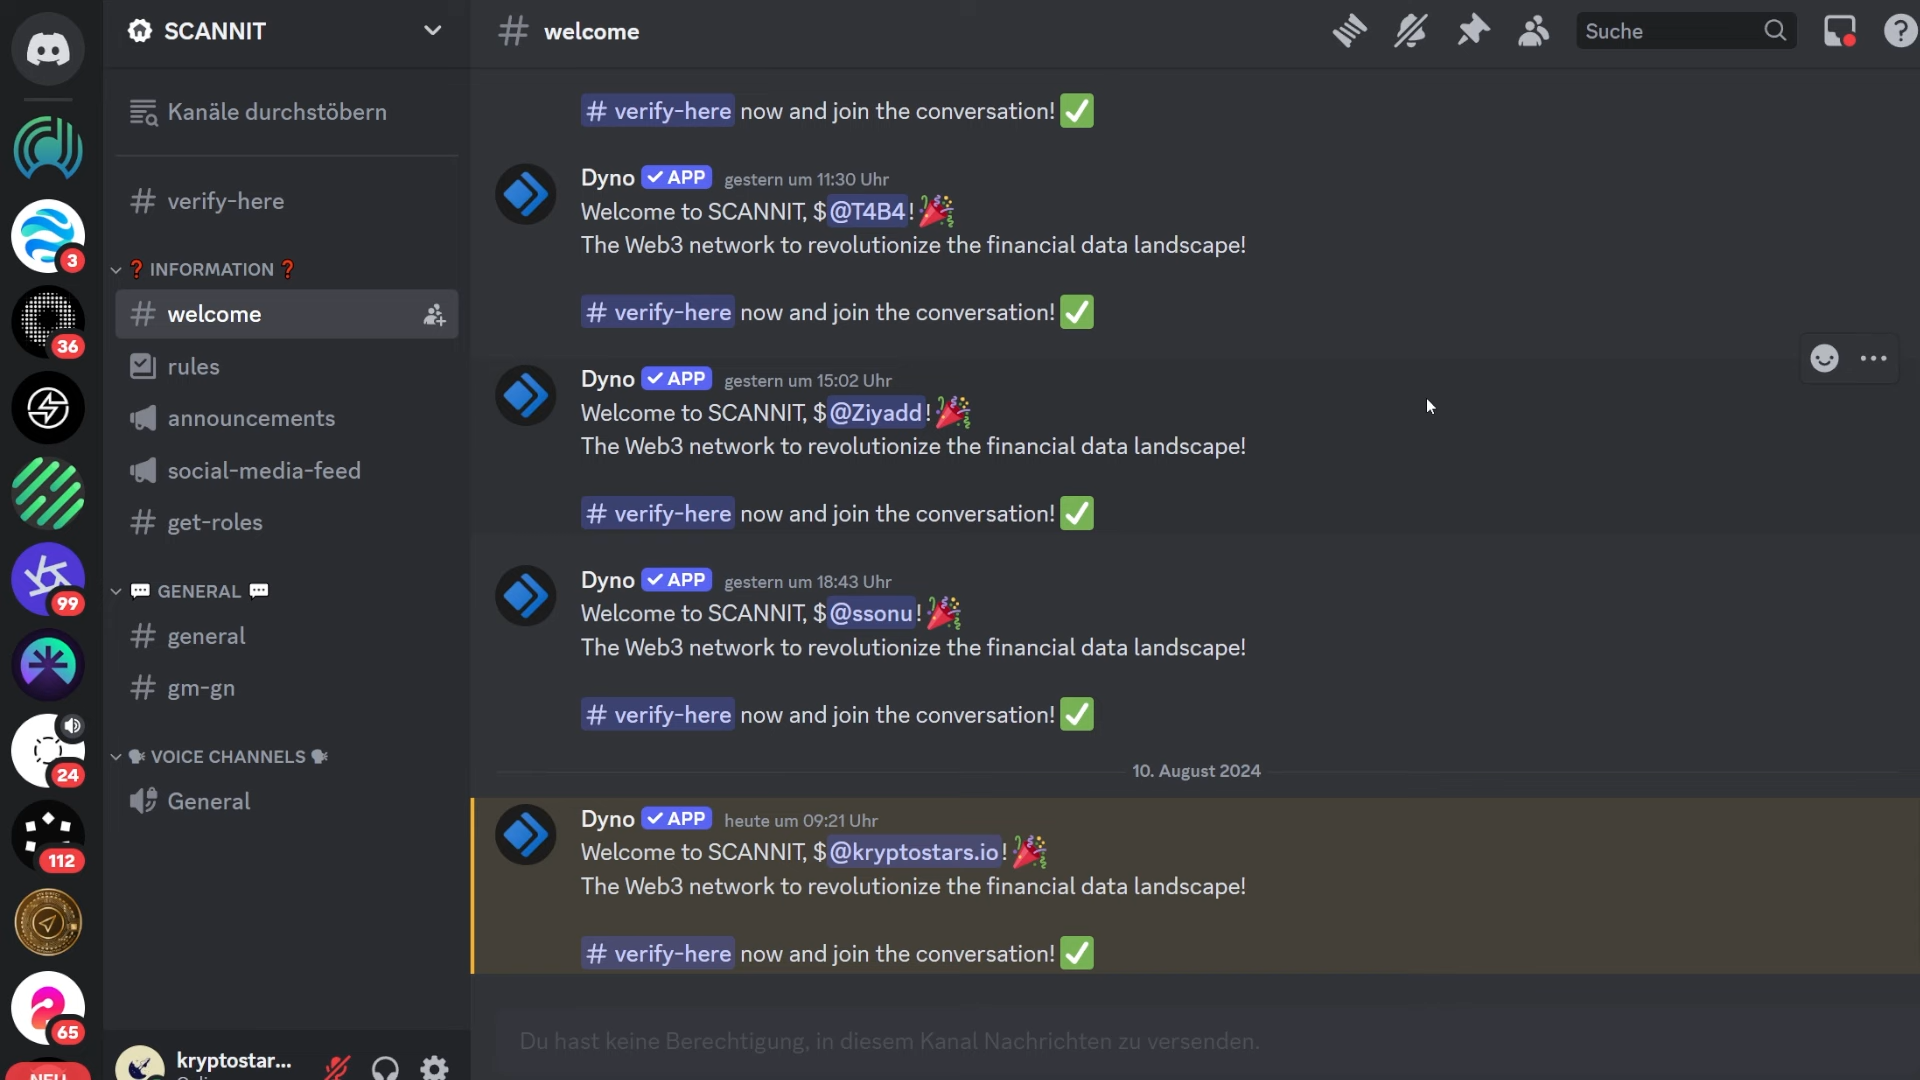 SCANNIT
Kanäle durchstöbern
# verify-here
❓ INFORMATION ❓
# welcome
rules
announcements
social-media-feed
# get-roles
💬 GENERAL 💬
# general
# gm-gn
🗣 VOICE CHANNELS 🗣
General
kryptostar...
3
36
99
24
112
65
# welcome
Suche
# verify-here now and join the conversation! ✅
Dyno ✓ APP gestern um 11:30 Uhr
Welcome to SCANNIT, $@T4B4! 🎉
The Web3 network to revolutionize the financial data landscape!
# verify-here now and join the conversation! ✅
Dyno ✓ APP gestern um 15:02 Uhr
Welcome to SCANNIT, $@Ziyadd! 🎉
The Web3 network to revolutionize the financial data landscape!
# verify-here now and join the conversation! ✅
Dyno ✓ APP gestern um 18:43 Uhr
Welcome to SCANNIT, $@ssonu! 🎉
The Web3 network to revolutionize the financial data landscape!
# verify-here now and join the conversation! ✅
10. August 2024
Dyno ✓ APP heute um 09:21 Uhr
Welcome to SCANNIT, $@kryptostars.io! 🎉
The Web3 network to revolutionize the financial data landscape!
# verify-here now and join the conversation! ✅
Du hast keine Berechtigung, in diesem Kanal Nachrichten zu versenden.